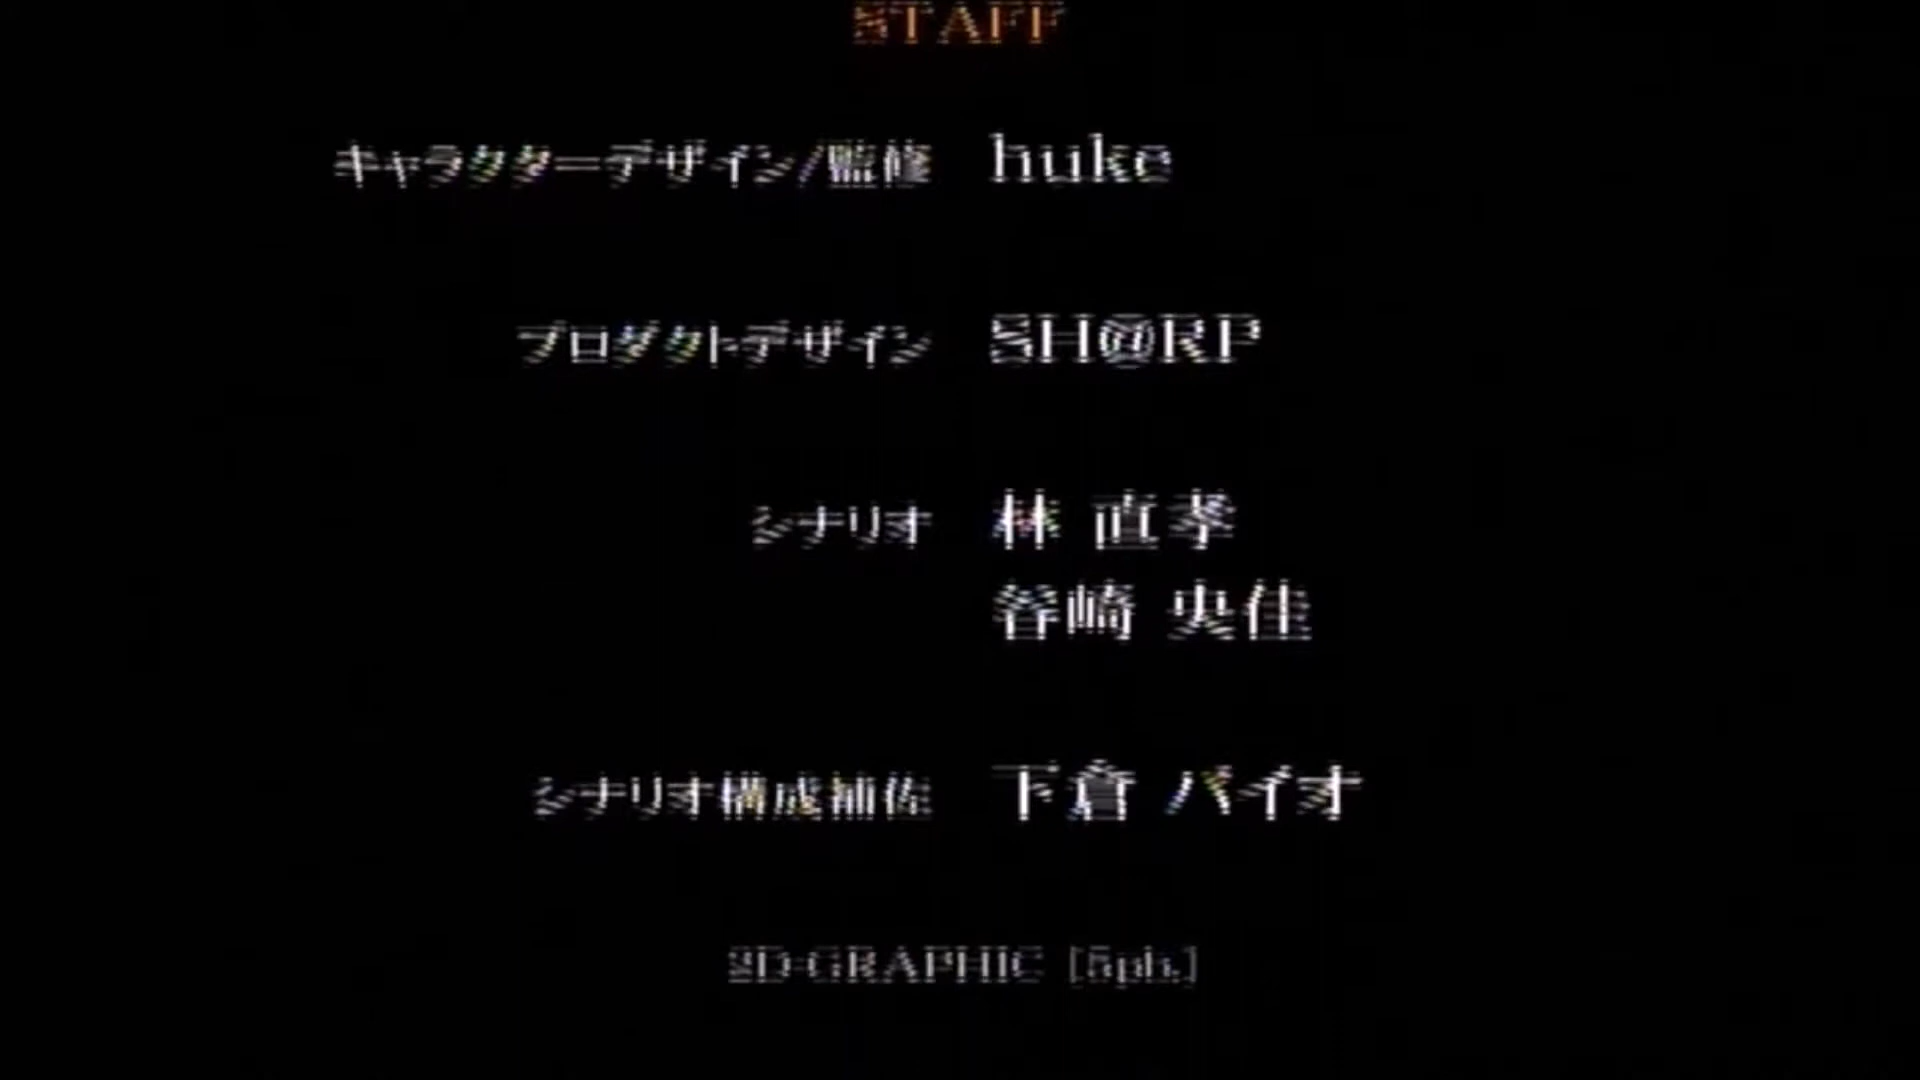 STAFF
キャラクターデザイン/監修 huke
プロダクトデザイン SH@RP
シナリオ 林 直孝
谷崎 央佳
シナリオ構成補佐 下倉 バイオ
2D-GRAPHIC [5pb.]